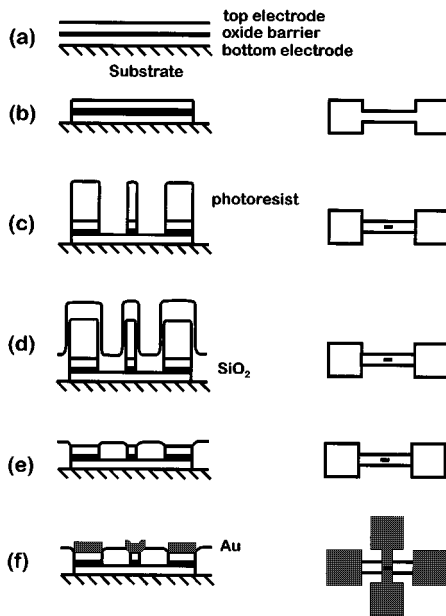 (a)
top electrode
oxide barrier
bottom electrode
Substrate
(b)
(c)
photoresist
(d)
SiO₂
(e)
(f)
Au